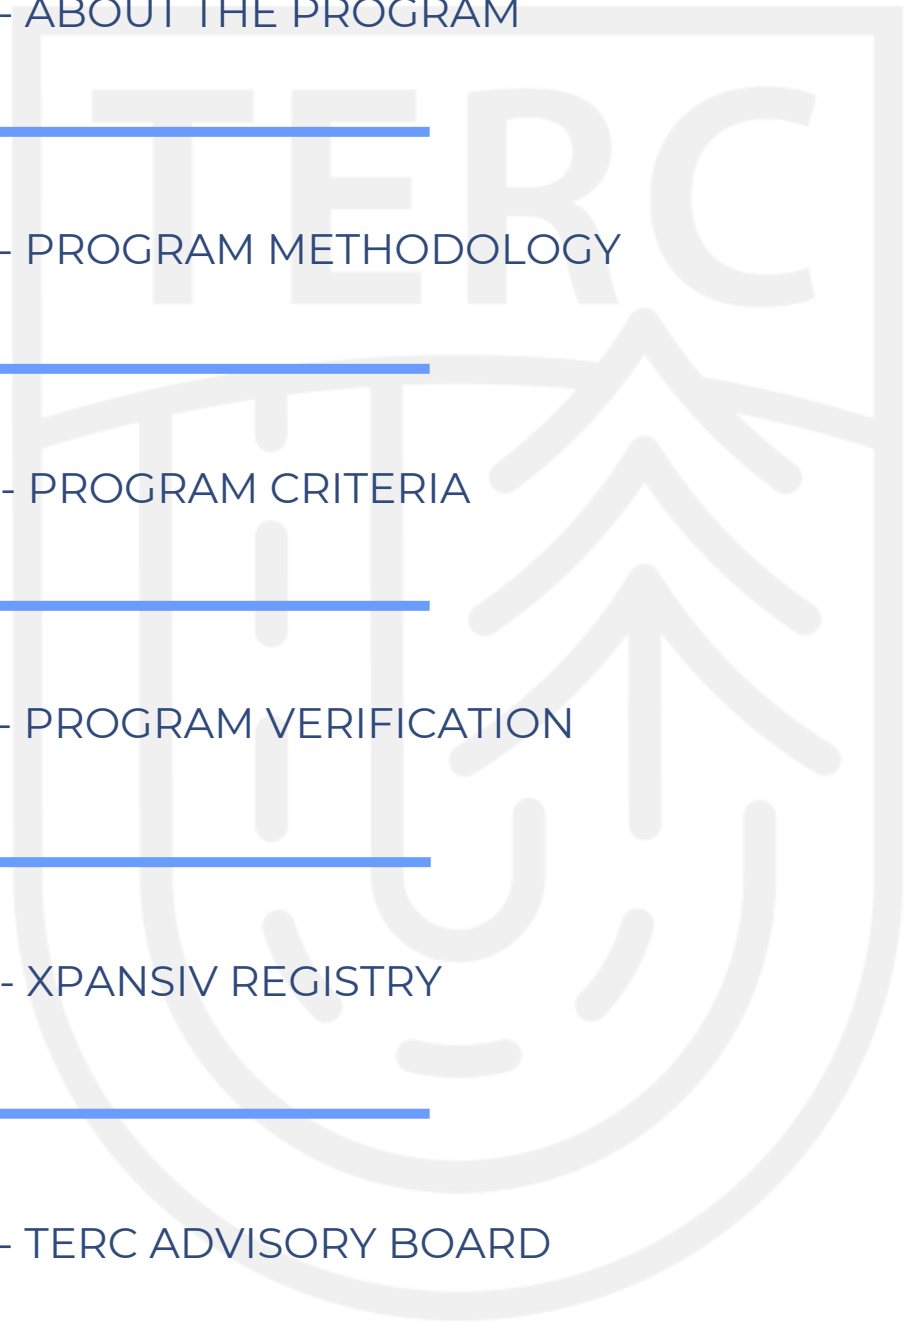 - ABOUT THE PROGRAM
TERC
- PROGRAM METHODOLOGY
- PROGRAM CRITERIA
- PROGRAM VERIFICATION
- XPANSIV REGISTRY
- TERC ADVISORY BOARD